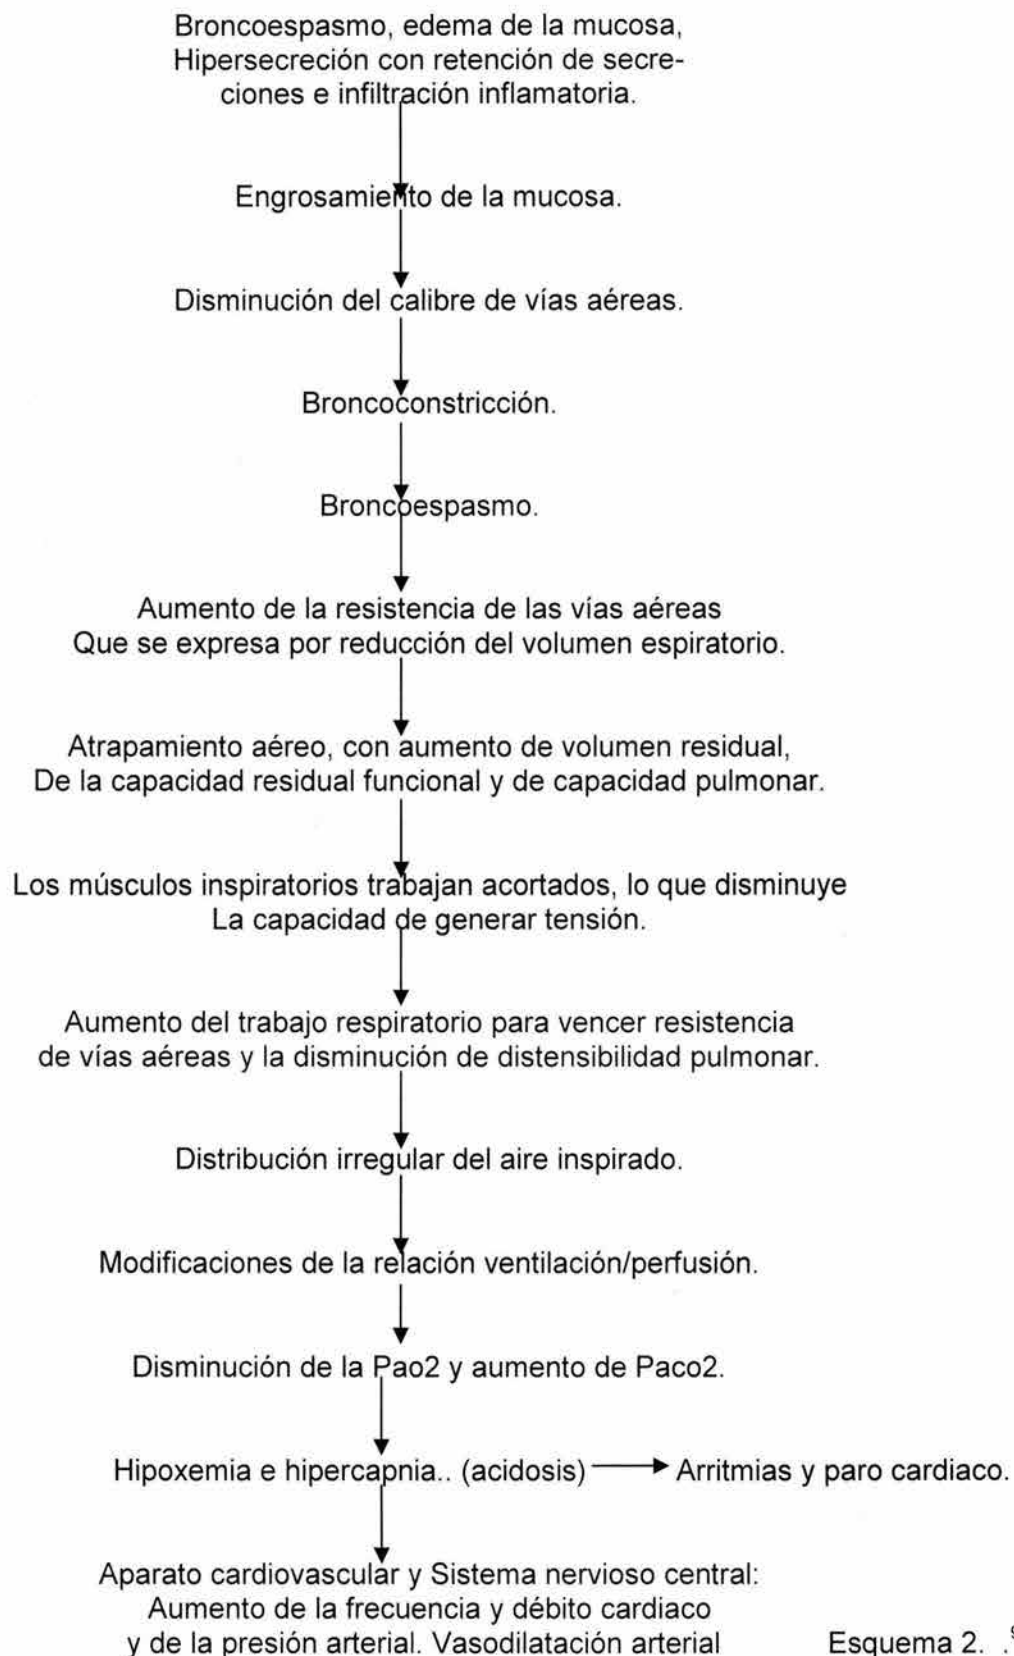 Broncoespasmo, edema de la mucosa,
Hipersecreción con retención de secre-
ciones e infiltración inflamatoria.
Engrosamiento de la mucosa.
Disminución del calibre de vías aéreas.
Broncoconstricción.
Broncoespasmo.
Aumento de la resistencia de las vías aéreas
Que se expresa por reducción del volumen espiratorio.
Atrapamiento aéreo, con aumento de volumen residual,
De la capacidad residual funcional y de capacidad pulmonar.
Los músculos inspiratorios trabajan acortados, lo que disminuye
La capacidad de generar tensión.
Aumento del trabajo respiratorio para vencer resistencia
de vías aéreas y la disminución de distensibilidad pulmonar.
Distribución irregular del aire inspirado.
Modificaciones de la relación ventilación/perfusión.
Disminución de la Pao2 y aumento de Paco2.
Hipoxemia e hipercapnia.. (acidosis) Arritmias y paro cardiaco.
Aparato cardiovascular y Sistema nervioso central:
Aumento de la frecuencia y débito cardiaco
y de la presión arterial. Vasodilatación arterial Esquema 2. .⁹